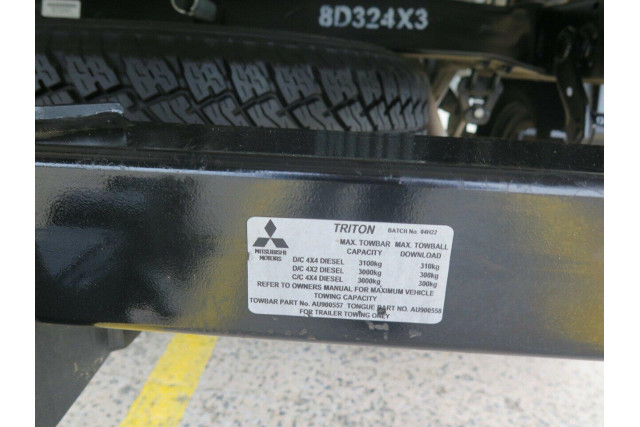 8D324X3
TRITON BATCH No. 04H22
MAX. TOWBAR MAX. TOWBALL
CAPACITY DOWNLOAD
MITSUBISHI
MOTORS
D/C 4X4 DIESEL 3100kg 310kg
D/C 4X2 DIESEL 3000kg 300kg
C/C 4X4 DIESEL 3000kg 300kg
REFER TO OWNERS MANUAL FOR MAXIMUM VEHICLE
TOWING CAPACITY
TOWBAR PART No. AU900557 TONGUE PART NO. AU900558
FOR TRAILER TOWING ONLY